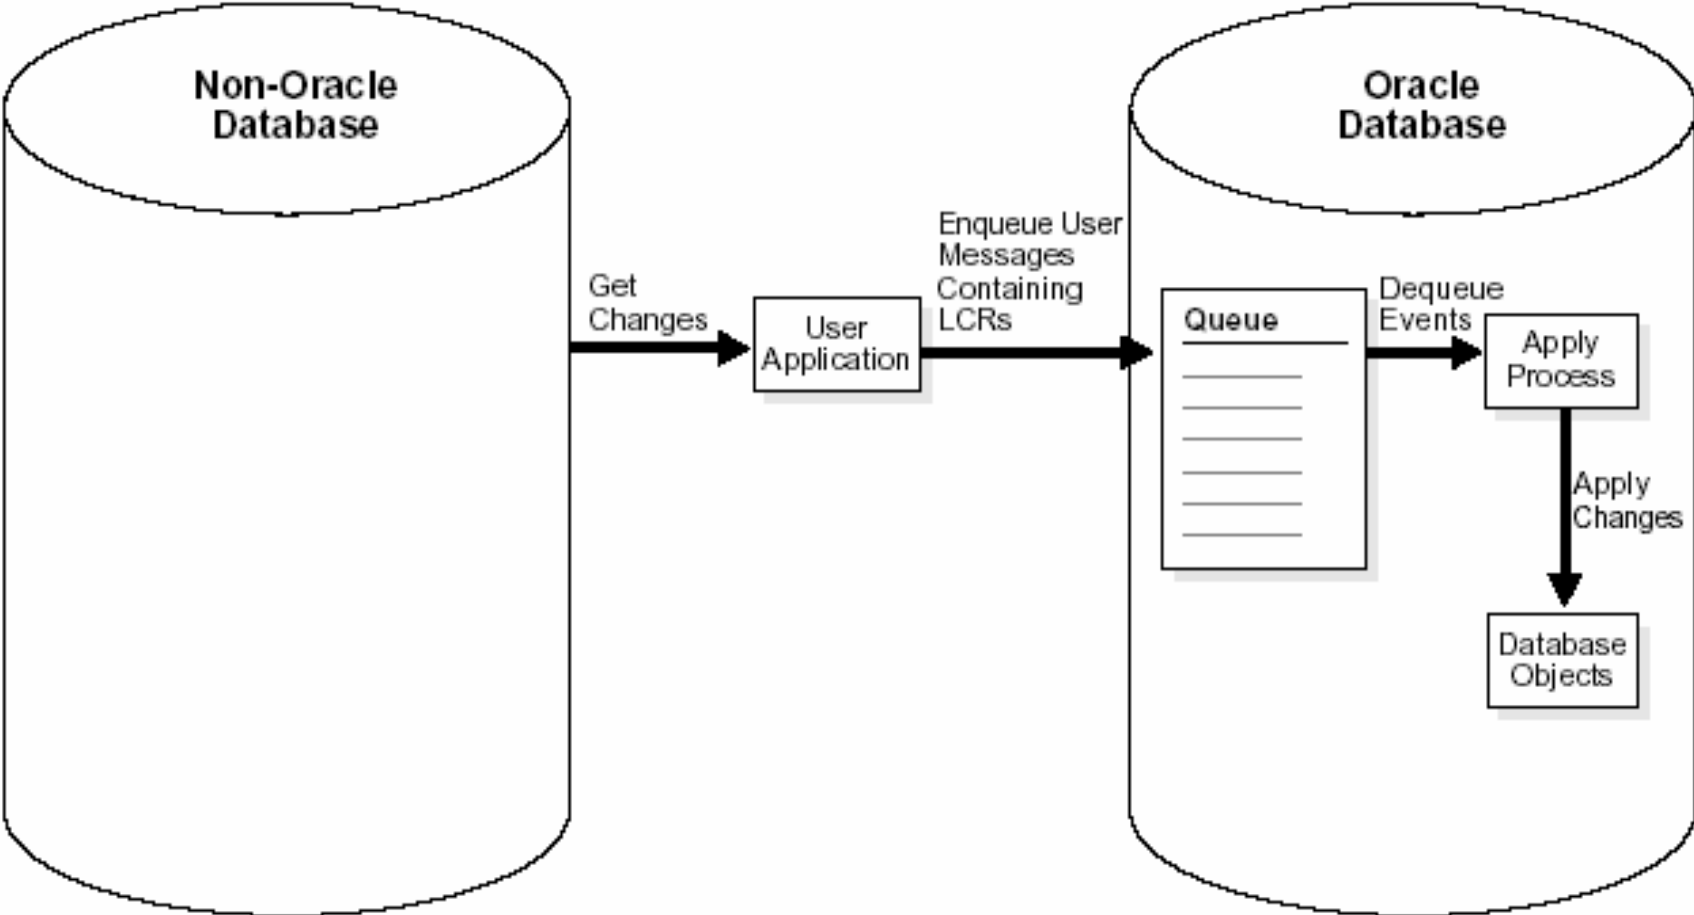 Non-Oracle
Database
Oracle
Database
Get
Changes
User
Application
Enqueue User
Messages
Containing
LCRs
Queue
Dequeue
Events
Apply
Process
Apply
Changes
Database
Objects